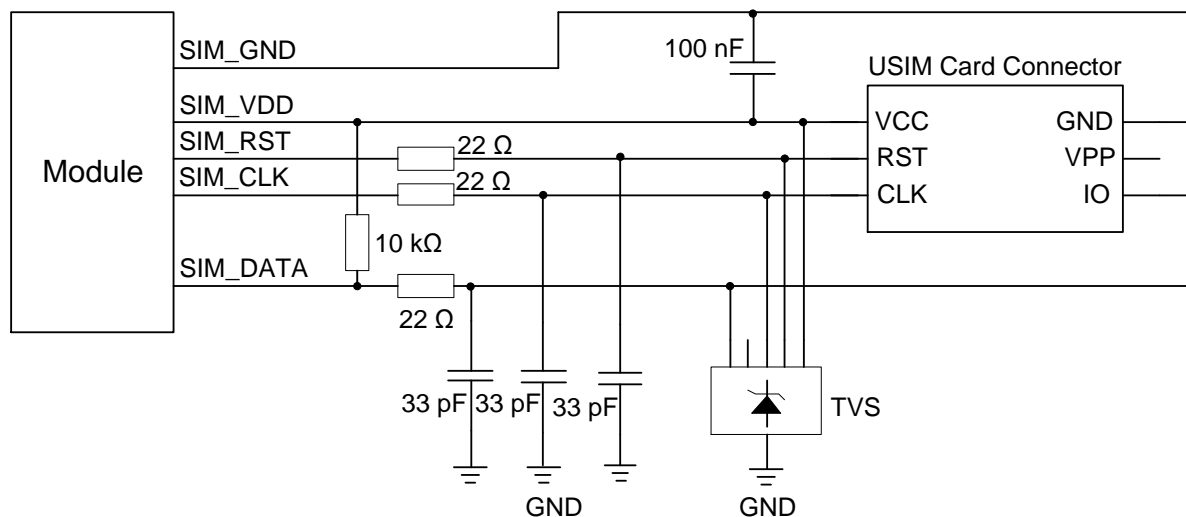 SIM_GND
100 nF
USIM Card Connector
SIM_VDD
VCC
GND
SIM_RST
22 Ω
RST
VPP
Module
SIM_CLK
22 Ω
CLK
IO
10 kΩ
SIM_DATA
22 Ω
33 pF
33 pF
33 pF
TVS
GND
GND